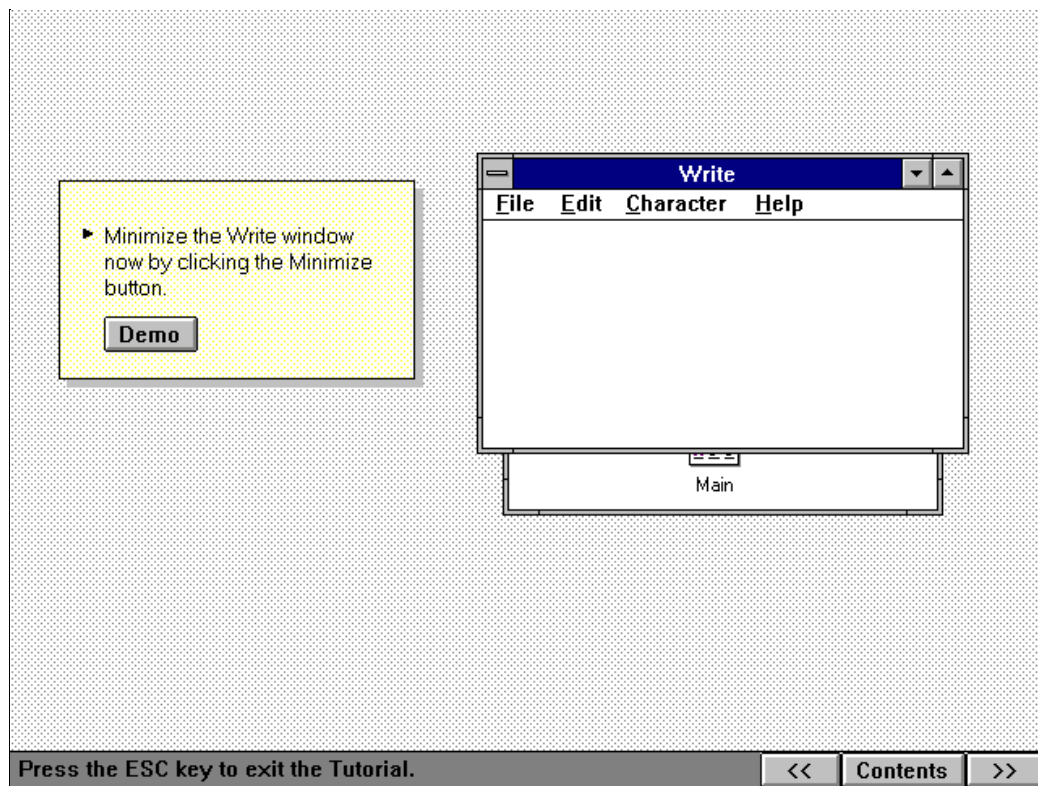 Write
File Edit Character Help
Minimize the Write window
now by clicking the Minimize
button.
Demo
Main
Press the ESC key to exit the Tutorial.
<< Contents >>